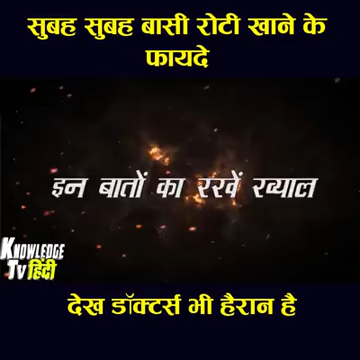 सुबह सुबह बासी रोटी खाने के
फायदे
इन बातों का रखें ख्याल
KNOWLEDGE
TV हिंदी
देख डॉक्टर्स भी हैरान है